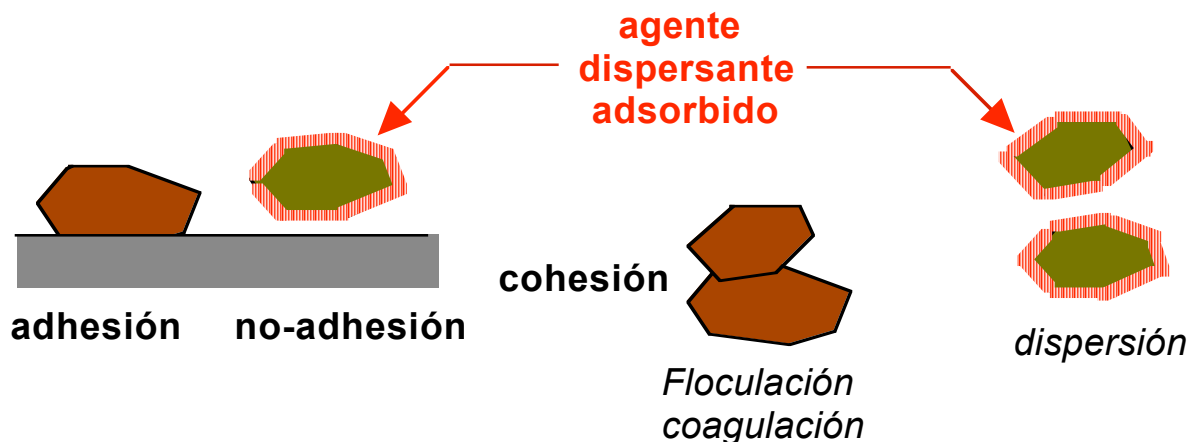 agente
dispersante
adsorbido
adhesión
no-adhesión
cohesión
Floculación
coagulación
dispersión